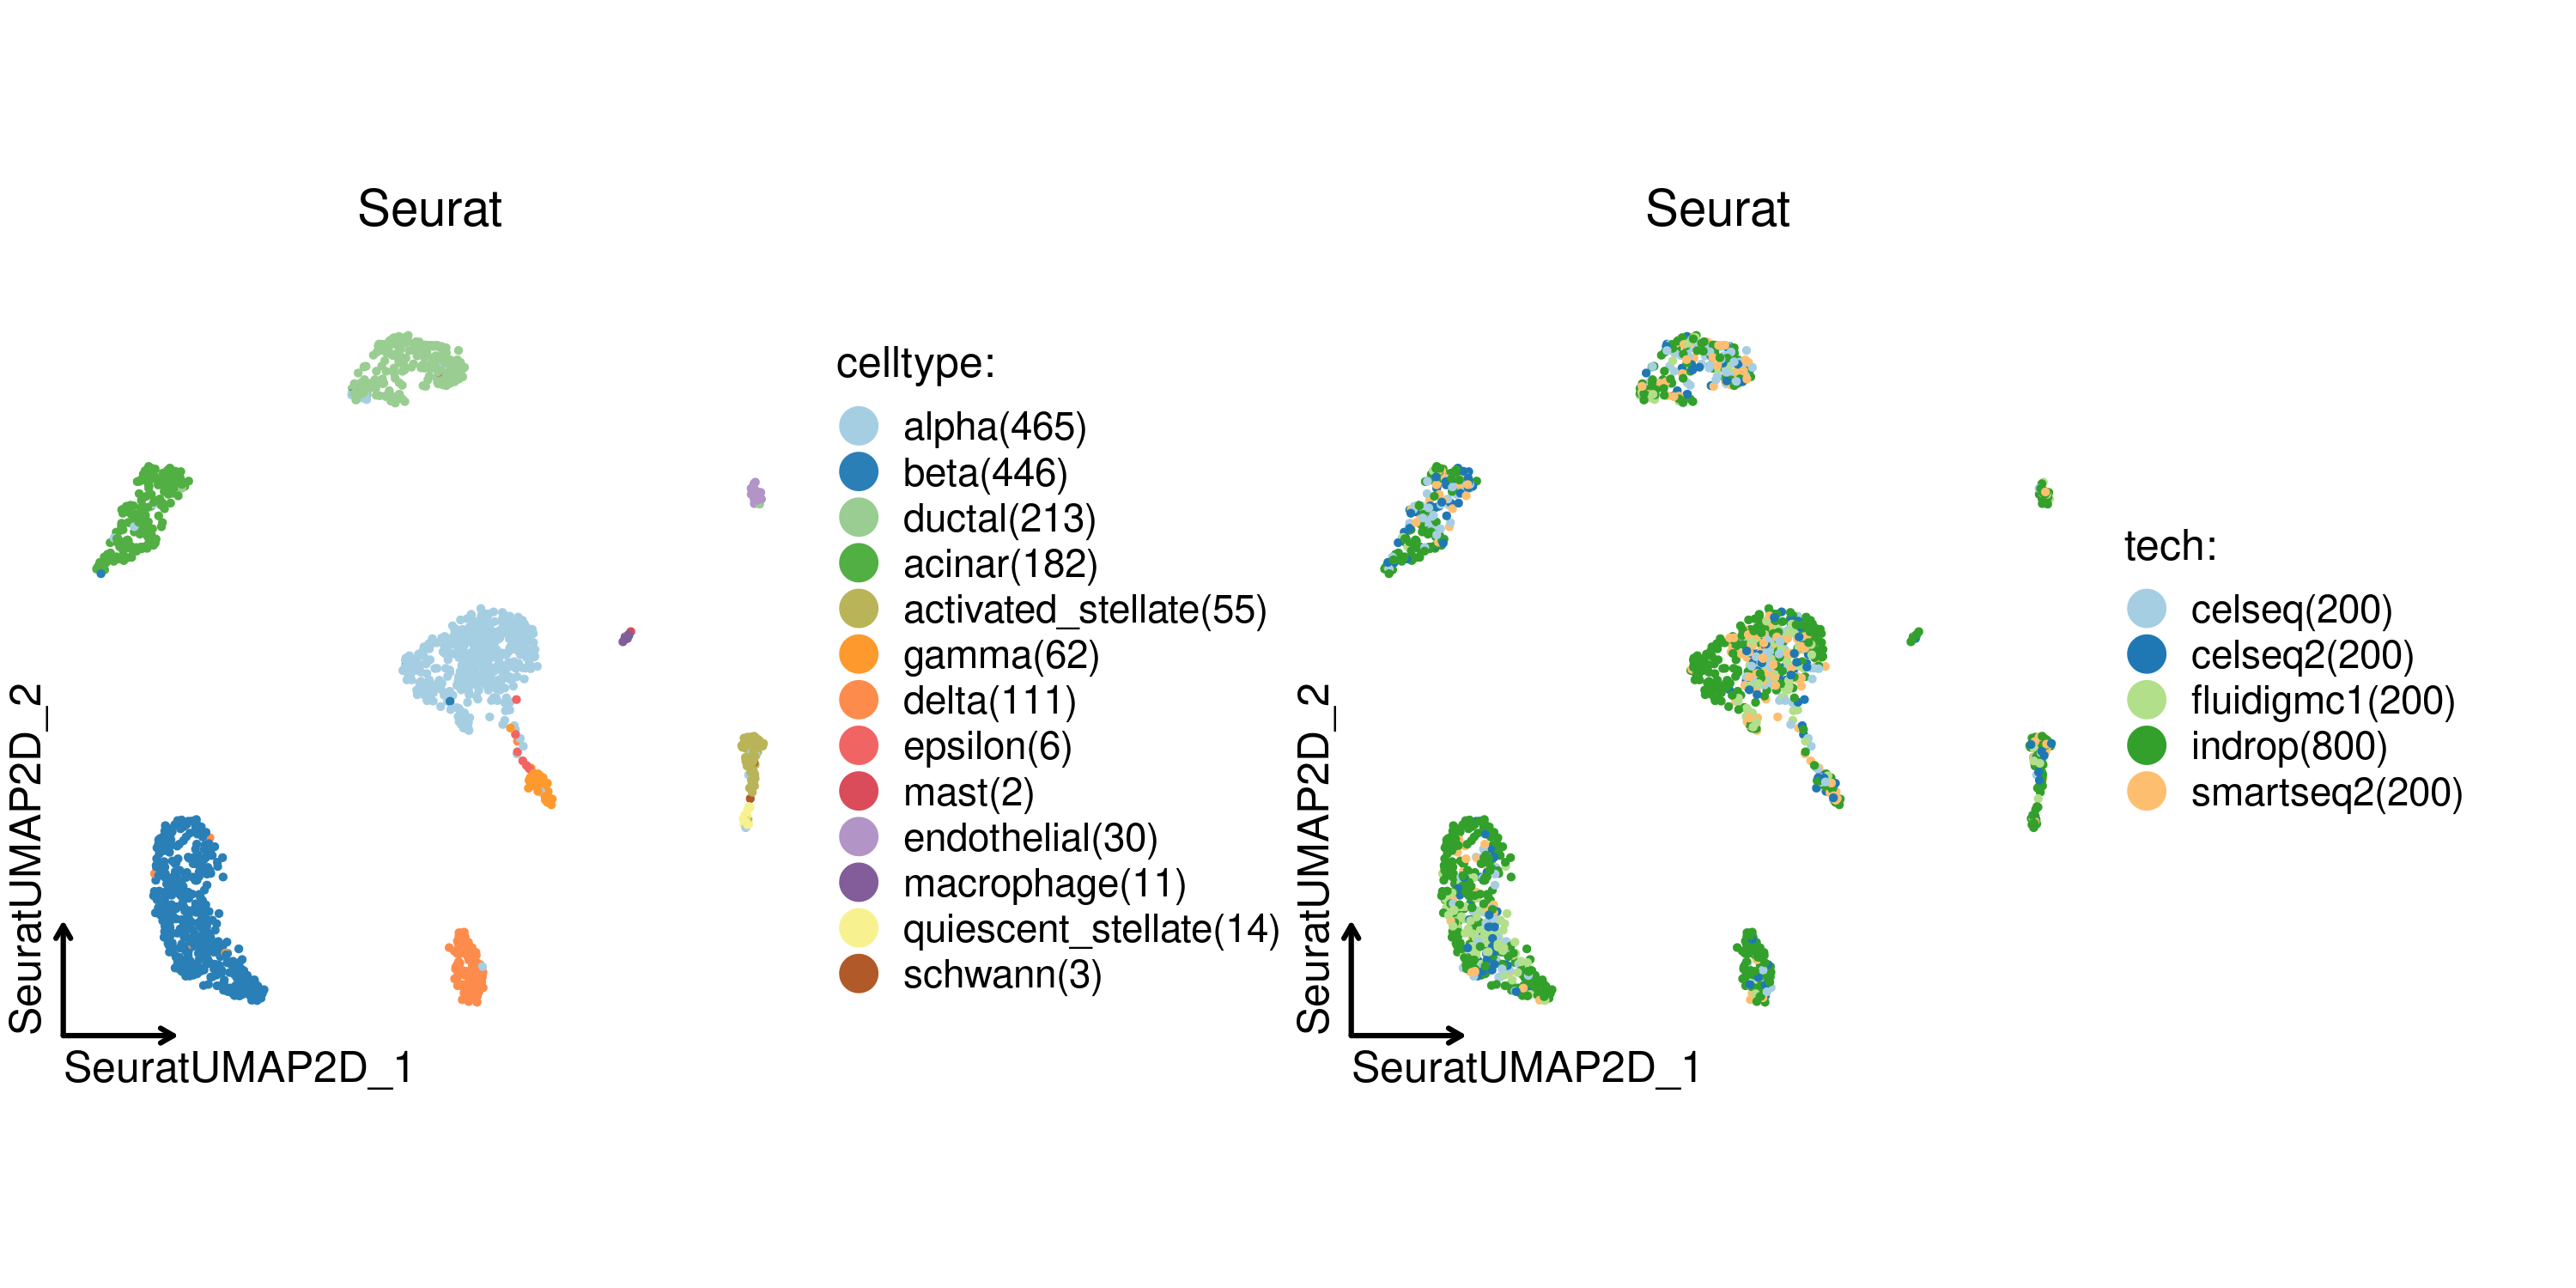 Seurat
celltype:
alpha(465)
beta(446)
ductal(213)
acinar(182)
activated_stellate(55)
gamma(62)
delta(111)
epsilon(6)
mast(2)
endothelial(30)
macrophage(11)
quiescent_stellate(14)
schwann(3)
SeuratUMAP2D_2
SeuratUMAP2D_1
Seurat
tech:
celseq(200)
celseq2(200)
fluidigmc1(200)
indrop(800)
smartseq2(200)
SeuratUMAP2D_2
SeuratUMAP2D_1